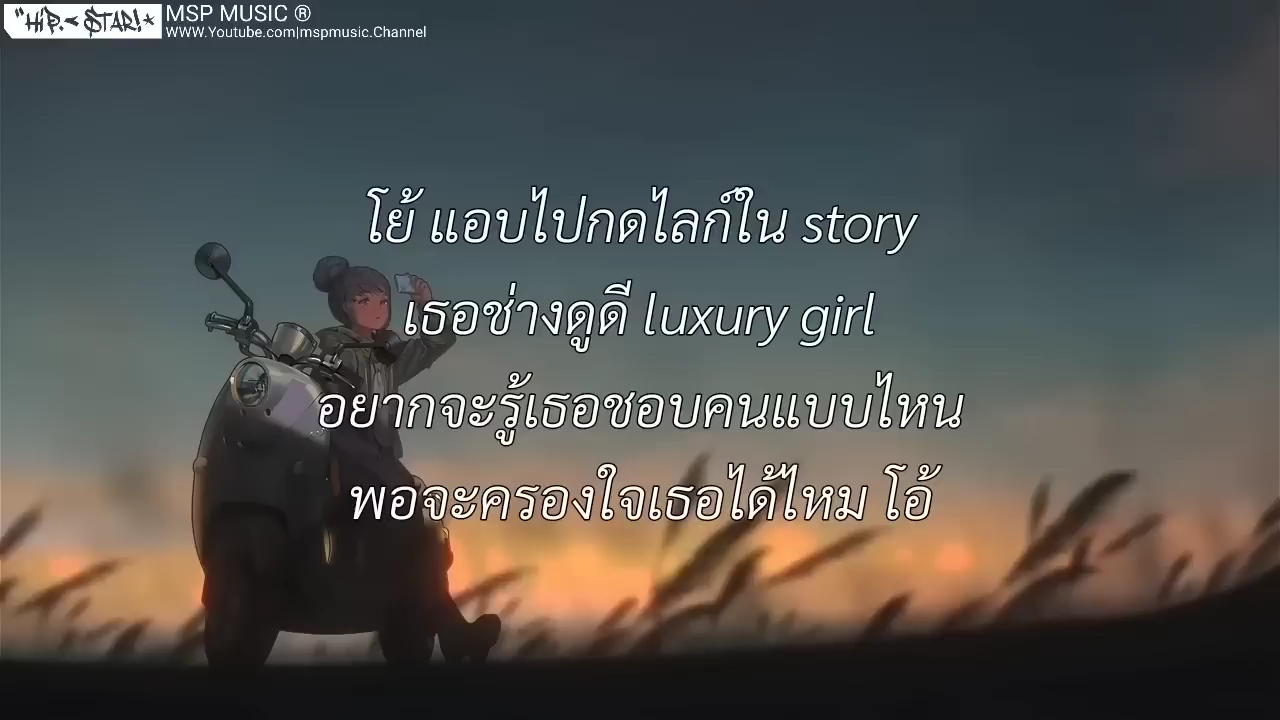 "HIP.< STAR!*
MSP MUSIC ®
WWW.Youtube.com|mspmusic.Channel
โย้ แอบไปกดไลก์ใน story
เธอช่างดูดี luxury girl
อยากจะรู้เธอชอบคนแบบไหน
พอจะครองใจเธอได้ไหม โอ้